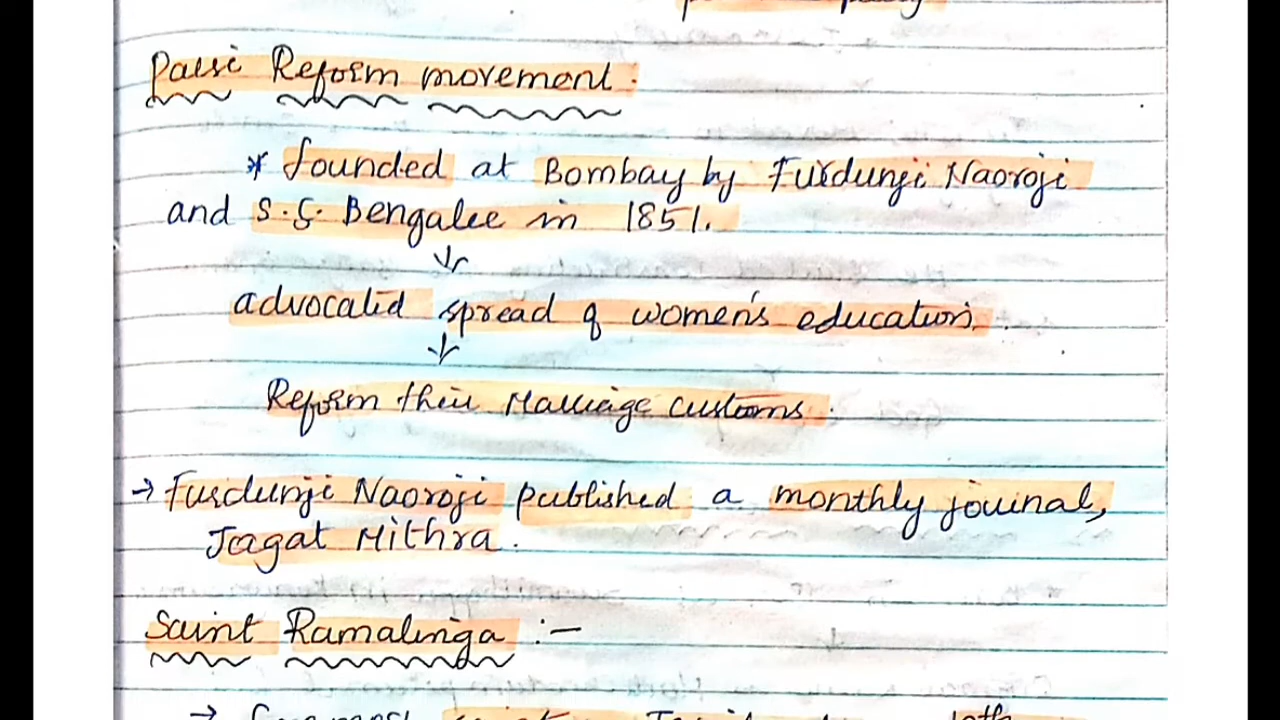 Parsi Reform movement.
* founded at Bombay by Furdunji Naoroji
and S.S. Bengalee in 1851.
advocated spread of women's education.
Reform their Marriage customs.
→ Furdunji Naoroji published a monthly journal,
Jagat Mithra.
Saint Ramalinga :-